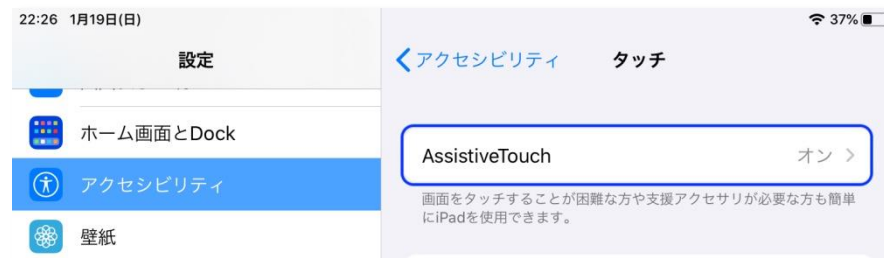 22:26 1月19日(日)
37%
設定
アクセシビリティ
タッチ
ホーム画面とDock
アクセシビリティ
壁紙
AssistiveTouch
オン
画面をタッチすることが困難な方や支援アクセサリが必要な方も簡単
にiPadを使用できます。